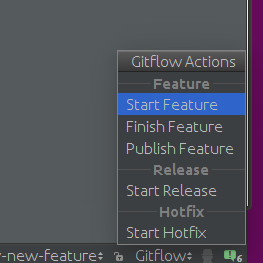 Gitflow Actions
Feature
Start Feature
Finish Feature
Publish Feature
Release
Start Release
Hotfix
Start Hotfix
-new-feature Gitflow 6